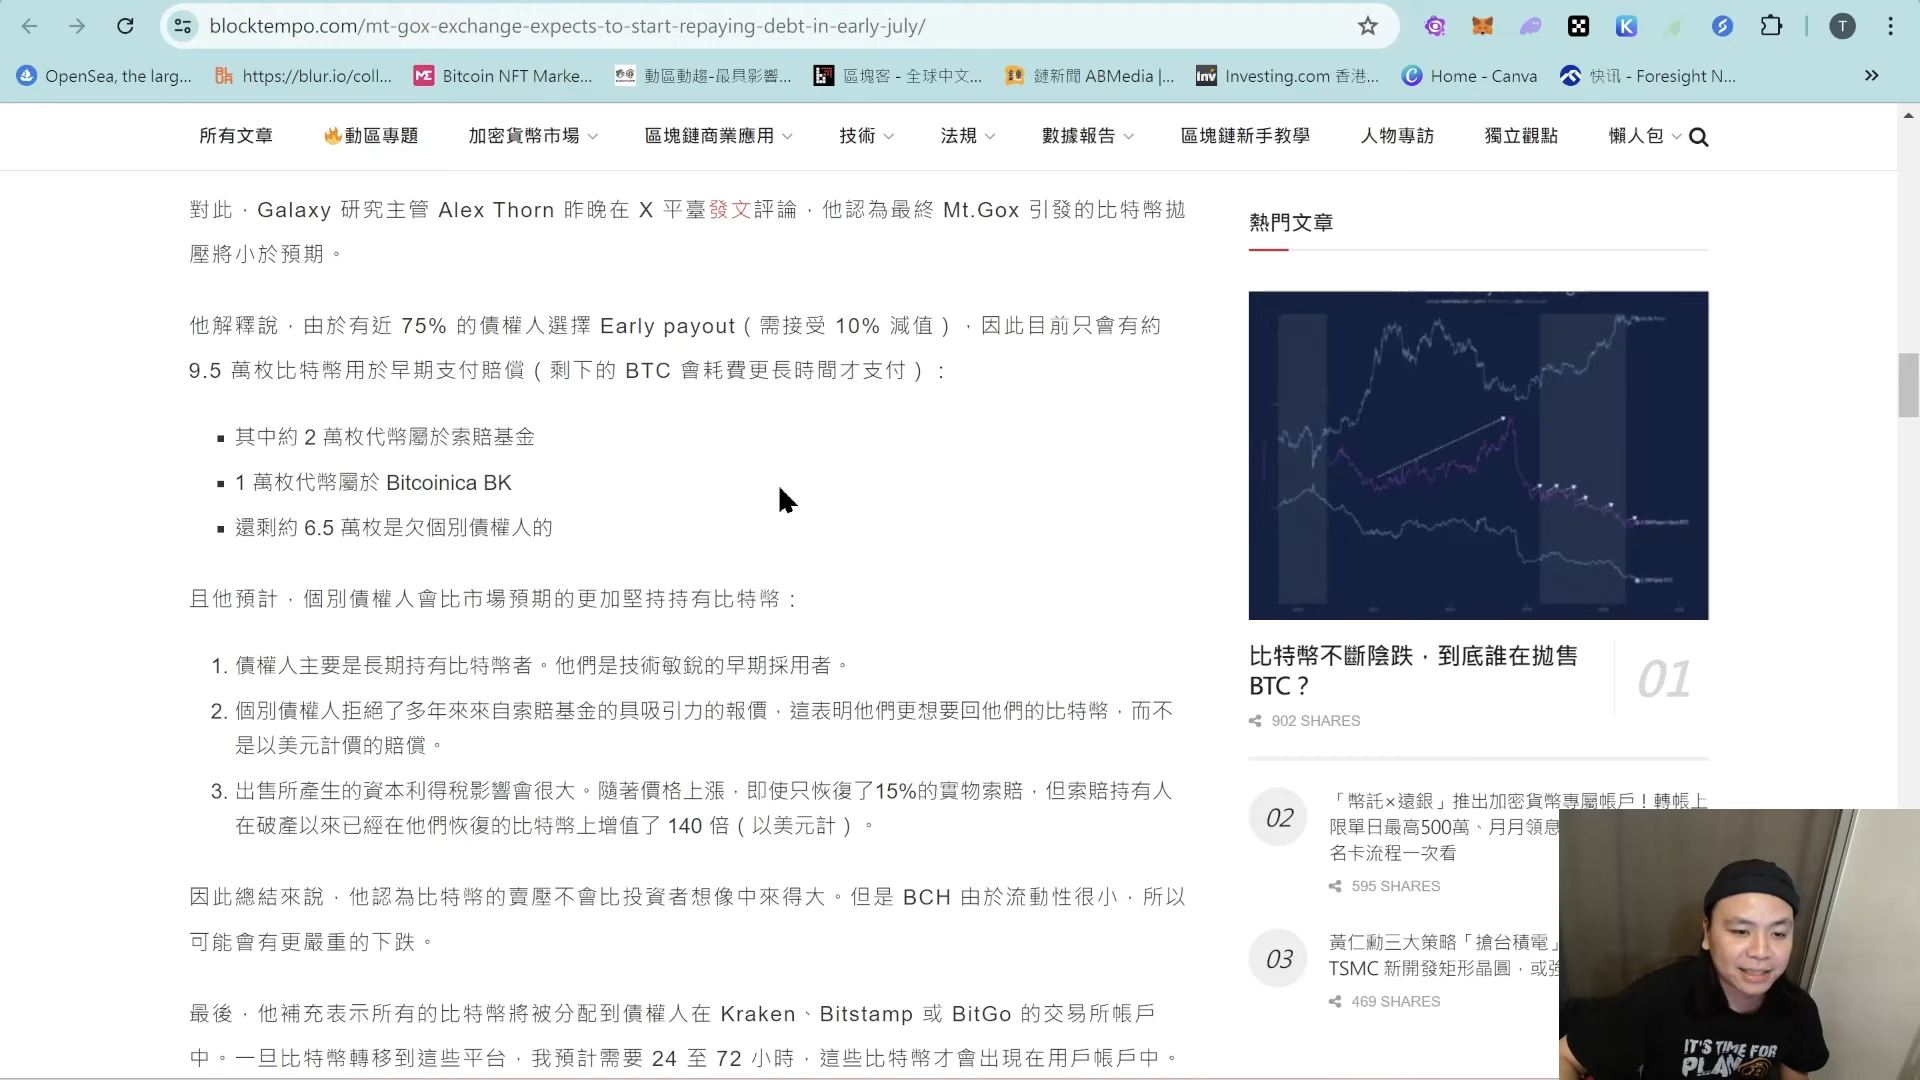 blocktempo.com/mt-gox-exchange-expects-to-start-repaying-debt-in-early-july/
T
OpenSea, the larg...
https://blur.io/coll...
Bitcoin NFT Marke...
動區動趨-最具影響...
區塊客 - 全球中文...
鏈新聞 ABMedia |...
Investing.com 香港...
Home - Canva
快讯 - Foresight N...
所有文章
動區專題
加密貨幣市場
區塊鏈商業應用
技術
法規
數據報告
區塊鏈新手教學
人物專訪
獨立觀點
懶人包
對此，Galaxy 研究主管 Alex Thorn 昨晚在 X 平臺發文評論，他認為最終 Mt.Gox 引發的比特幣拋
壓將小於預期。
他解釋說，由於有近 75% 的債權人選擇 Early payout（需接受 10% 減值），因此目前只會有約
9.5 萬枚比特幣用於早期支付賠償（剩下的 BTC 會耗費更長時間才支付）：
其中約 2 萬枚代幣屬於索賠基金
1 萬枚代幣屬於 Bitcoinica BK
還剩約 6.5 萬枚是欠個別債權人的
且他預計，個別債權人會比市場預期的更加堅持持有比特幣：
1. 債權人主要是長期持有比特幣者。他們是技術敏銳的早期採用者。
2. 個別債權人拒絕了多年來來自索賠基金的具吸引力的報價，這表明他們更想要回他們的比特幣，而不
是以美元計價的賠償。
3. 出售所產生的資本利得稅影響會很大。隨著價格上漲，即使只恢復了15%的實物索賠，但索賠持有人
在破產以來已經在他們恢復的比特幣上增值了 140 倍（以美元計）。
因此總結來說，他認為比特幣的賣壓不會比投資者想像中來得大。但是 BCH 由於流動性很小，所以
可能會有更嚴重的下跌。
最後，他補充表示所有的比特幣將被分配到債權人在 Kraken、Bitstamp 或 BitGo 的交易所帳戶
中。一旦比特幣轉移到這些平台，我預計需要 24 至 72 小時，這些比特幣才會出現在用戶帳戶中。
熱門文章
比特幣不斷陰跌，到底誰在拋售
BTC？
01
902 SHARES
02
「幣託×遠銀」推出加密貨幣專屬帳戶！轉帳上
限單日最高500萬、月月領息
名卡流程一次看
595 SHARES
03
黃仁勳三大策略「搶台積電」
TSMC 新開發矩形晶圓，或強
469 SHARES
IT'S TIME FOR
PLAN